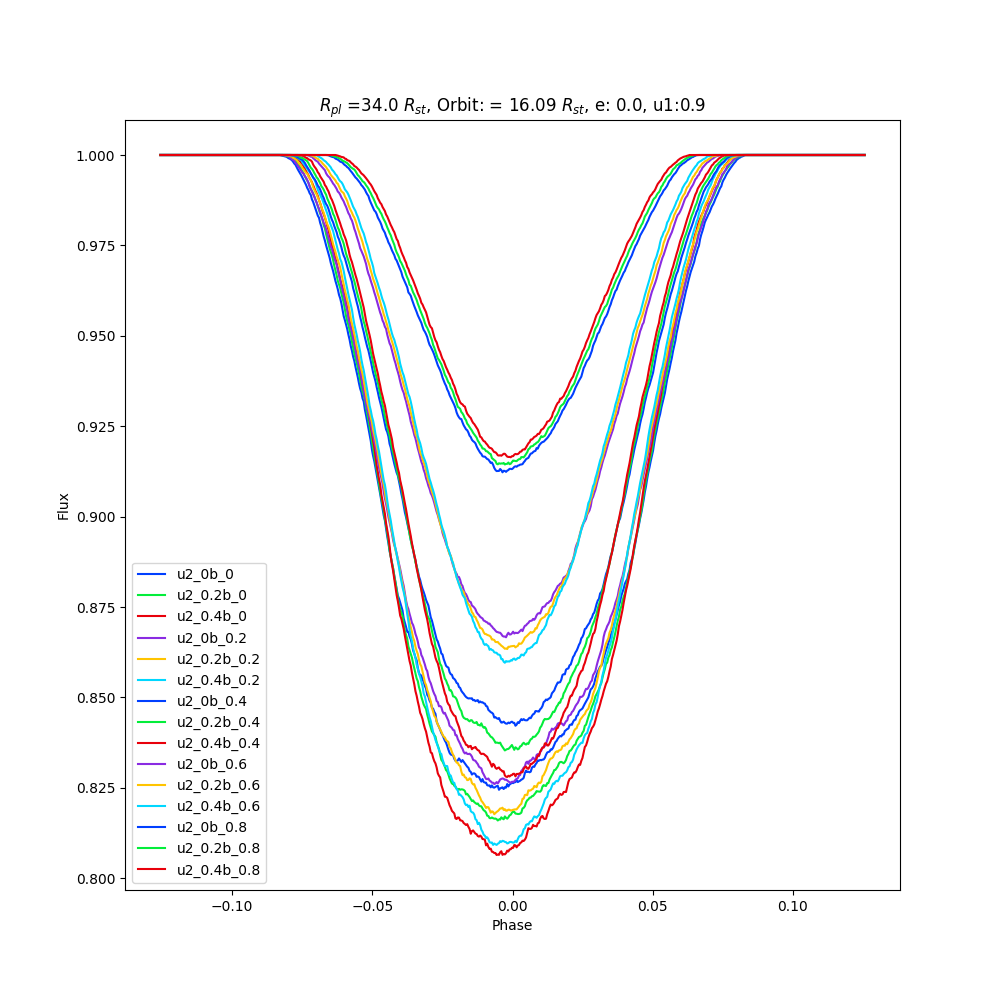 R_pl =34.0 R_st, Orbit: = 16.09 R_st, e: 0.0, u1:0.9
1.000
0.975
0.950
0.925
0.900
0.875
0.850
0.825
0.800
Flux
u2_0b_0
u2_0.2b_0
u2_0.4b_0
u2_0b_0.2
u2_0.2b_0.2
u2_0.4b_0.2
u2_0b_0.4
u2_0.2b_0.4
u2_0.4b_0.4
u2_0b_0.6
u2_0.2b_0.6
u2_0.4b_0.6
u2_0b_0.8
u2_0.2b_0.8
u2_0.4b_0.8
−0.10 −0.05 0.00 0.05 0.10
Phase